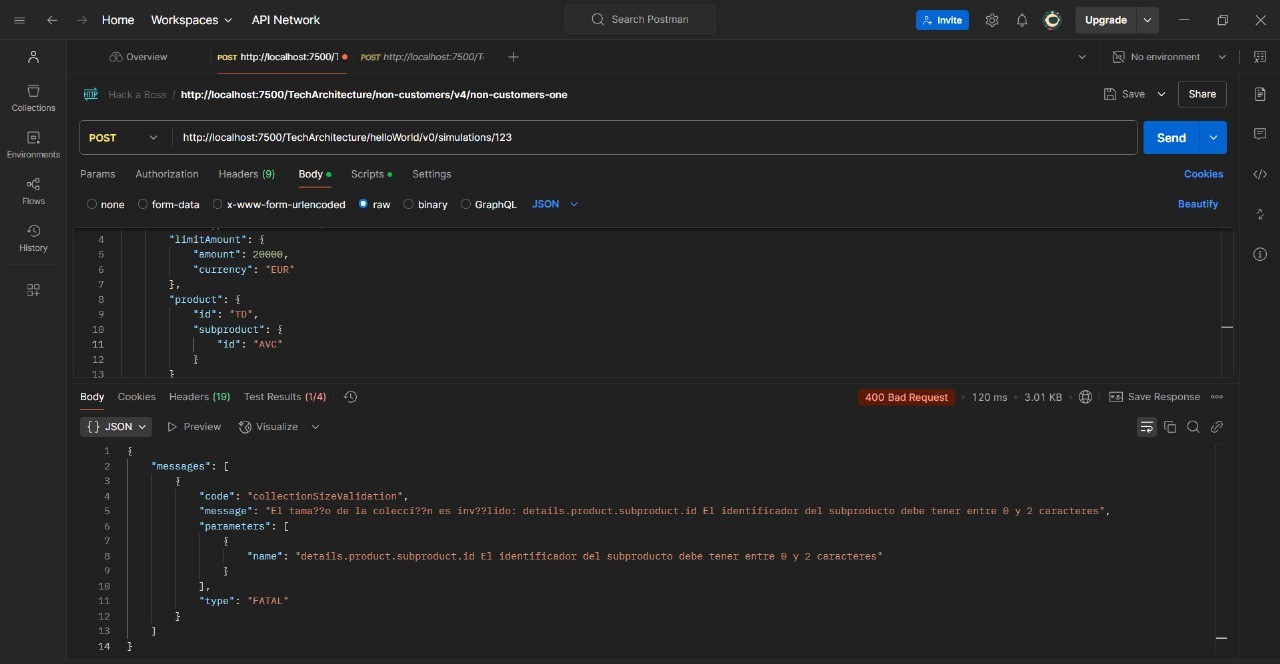 Home Workspaces API Network Search Postman Invite Upgrade
Overview POST http://localhost:7500/T POST http://localhost:7500/T No environment
HTTP Hack a Boss / http://localhost:7500/TechArchitecture/non-customers/v4/non-customers-one Save Share
POST http://localhost:7500/TechArchitecture/helloWorld/v0/simulations/123 Send
Params Authorization Headers (9) Body Scripts Settings Cookies
none form-data x-www-form-urlencoded raw binary GraphQL JSON Beautify
Collections
Environments
Flows
History
4 "limitAmount": {
5 "amount": 20000,
6 "currency": "EUR"
7 },
8 "product": {
9 "id": "TD",
10 "subproduct": {
11 "id": "AVC"
12 }
13 }
Body Cookies Headers (19) Test Results (1/4) 400 Bad Request 120 ms 3.01 KB Save Response
{} JSON Preview Visualize
1 {
2 "messages": [
3 {
4 "code": "collectionSizeValidation",
5 "message": "El tama??o de la colecci??n es inv??lido: details.product.subproduct.id El identificador del subproducto debe tener entre 0 y 2 caracteres",
6 "parameters": [
7 {
8 "name": "details.product.subproduct.id El identificador del subproducto debe tener entre 0 y 2 caracteres"
9 }
10 ],
11 "type": "FATAL"
12 }
13 ]
14 }